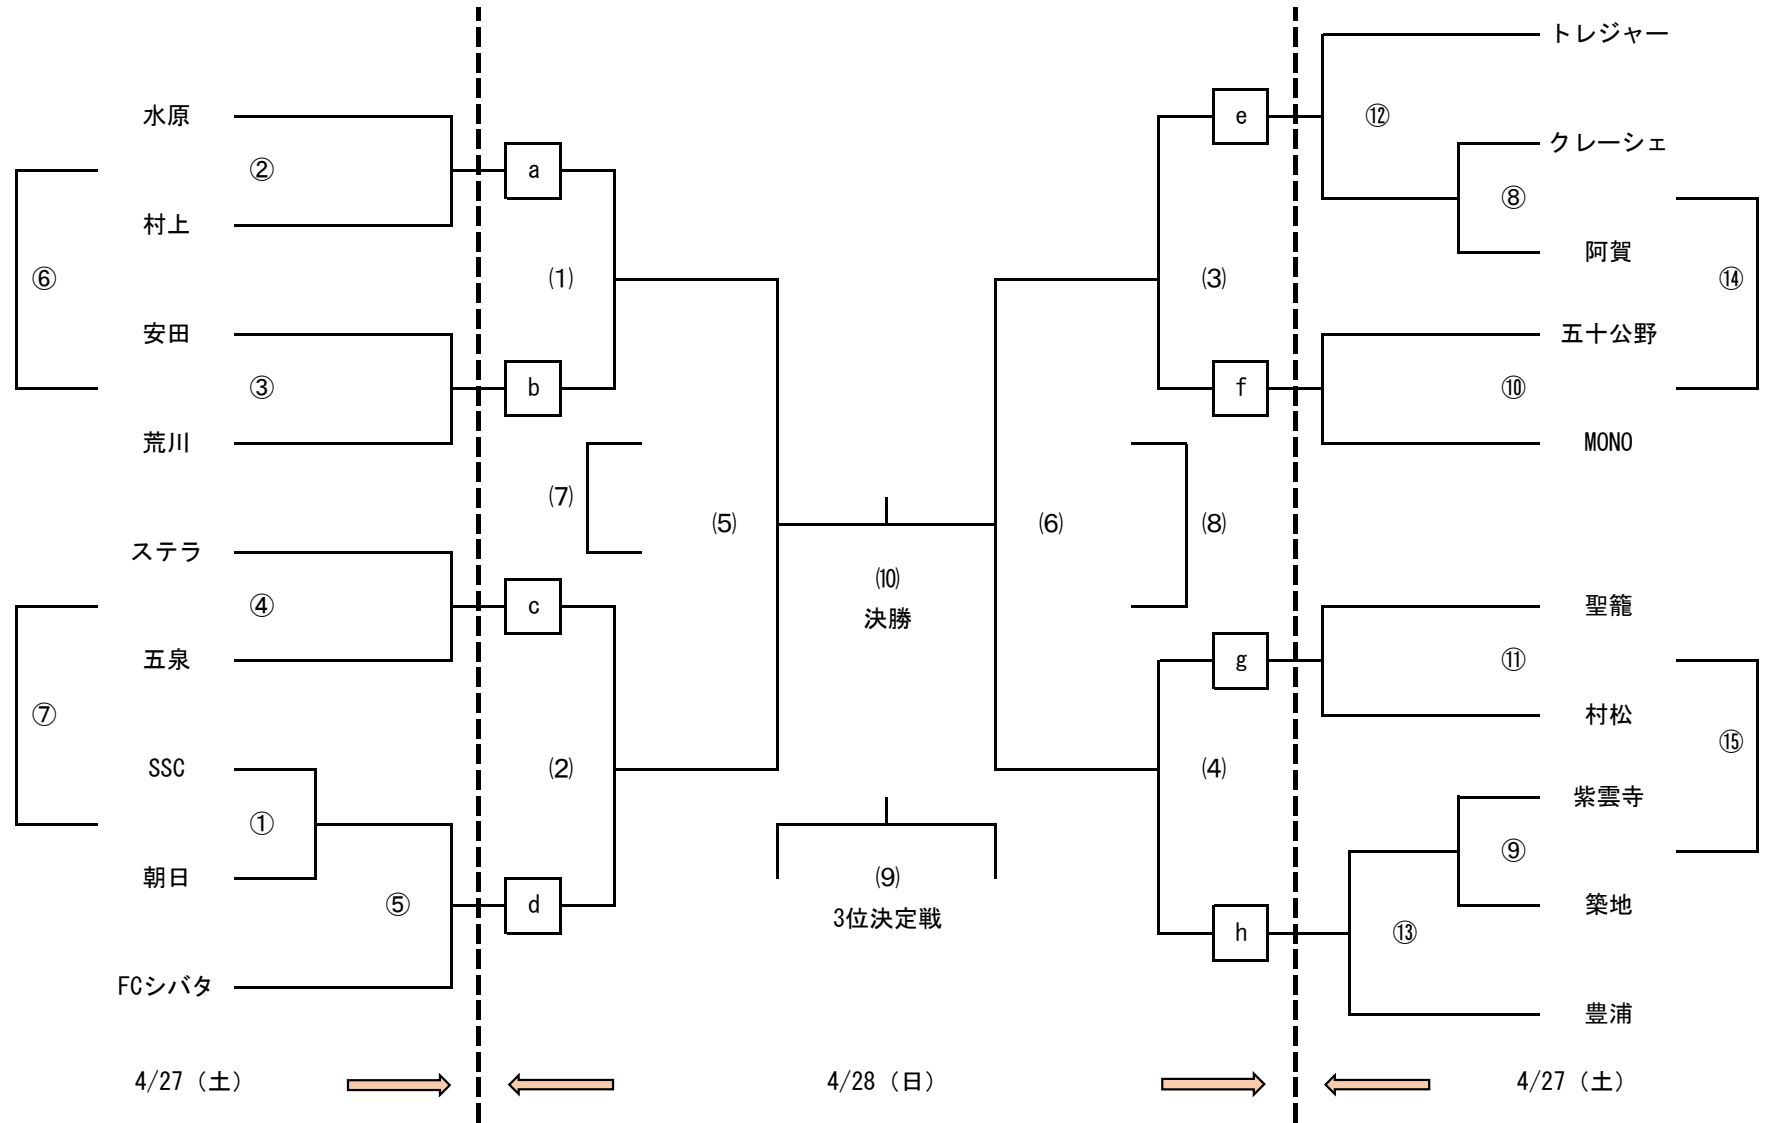 トレジャー
水原
e
⑫
クレーシェ
②
a
⑧
村上
阿賀
⑥
(1)
(3)
⑭
安田
五十公野
③
b
f
⑩
荒川
MONO
(7)
(5)
(6)
(8)
ステラ
④
c
(10)
決勝
聖籠
五泉
g
⑪
⑦
村松
⑮
SSC
(2)
(4)
紫雲寺
①
⑨
朝日
(9)
3位決定戦
⑤
d
築地
h
⑬
FCシバタ
豊浦
4/27（土）
4/28（日）
4/27（土）